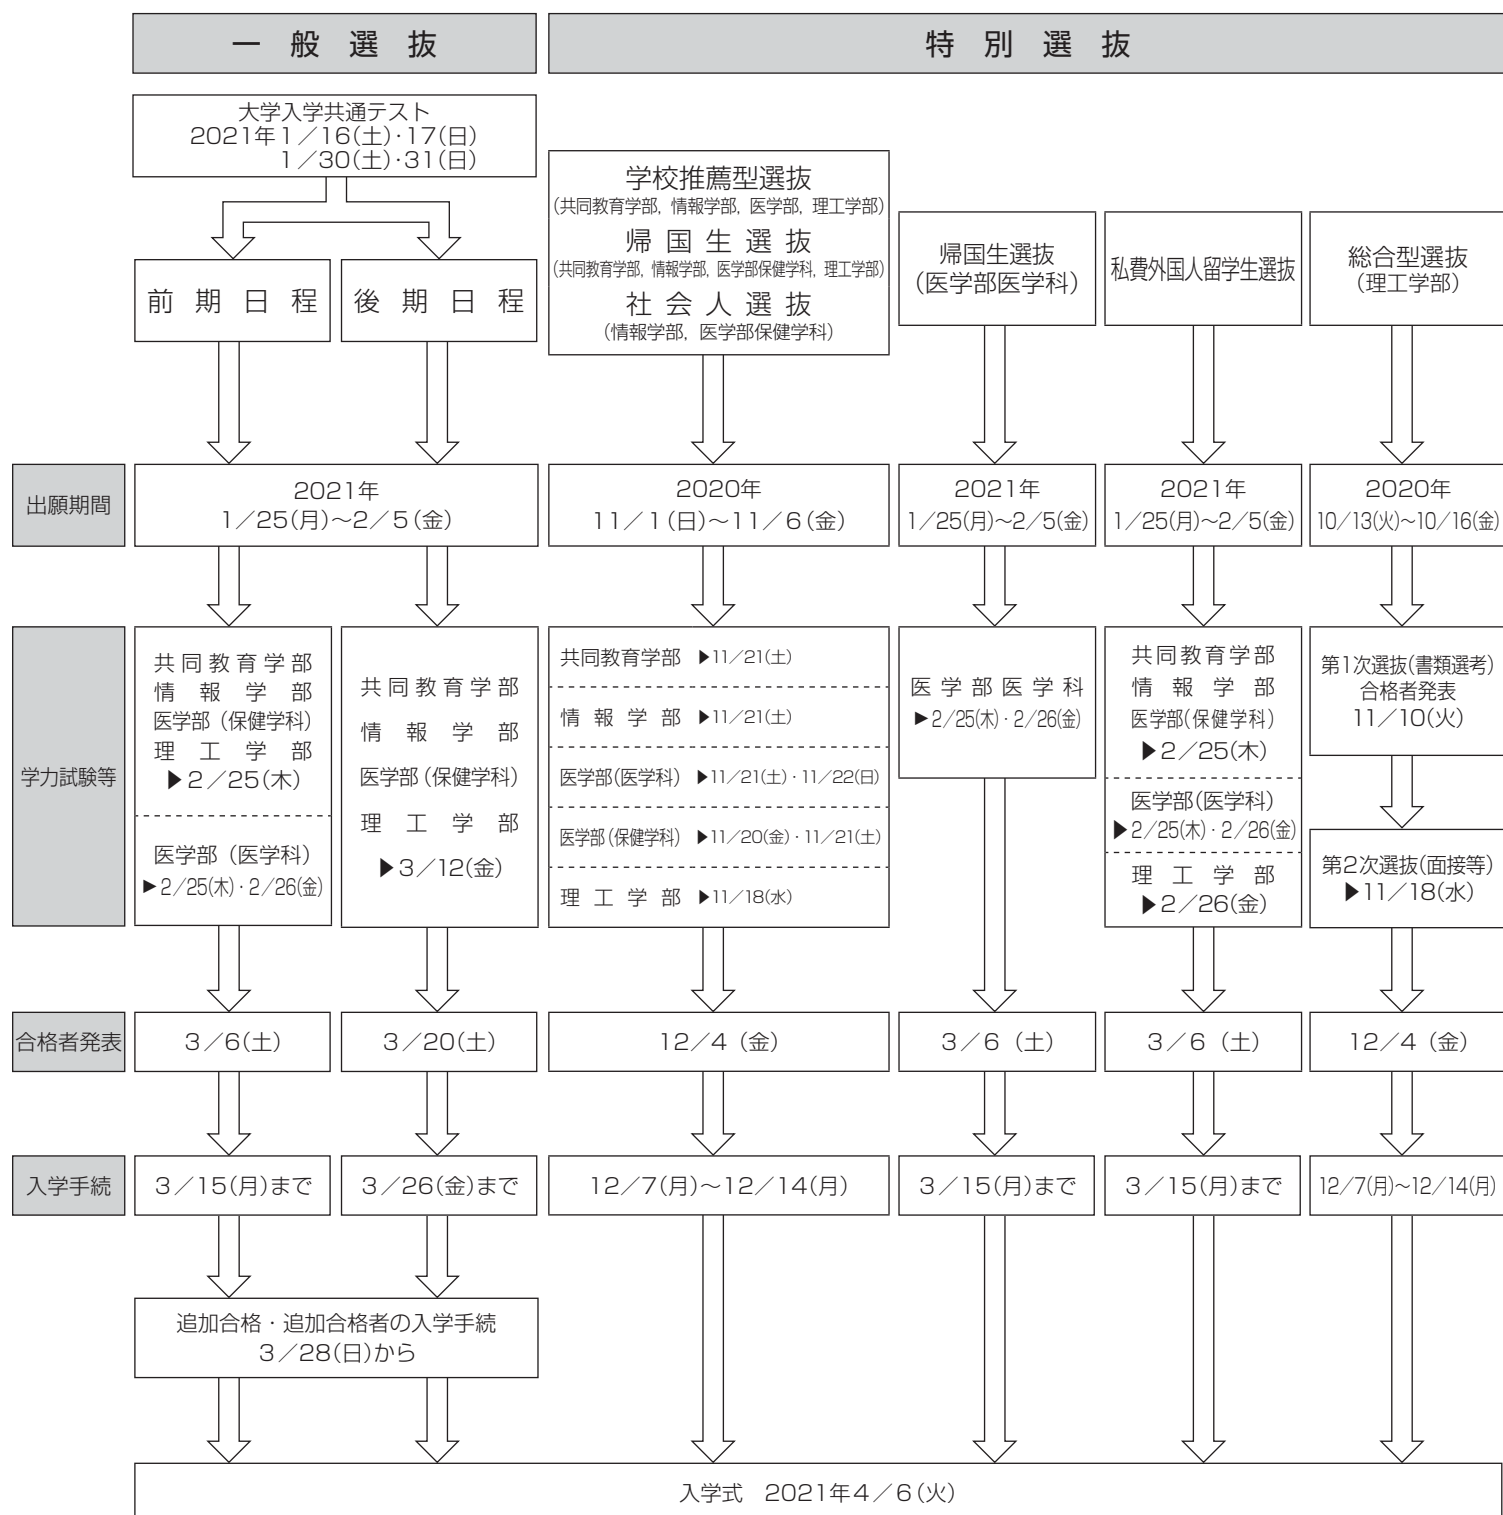 一般選抜
特別選抜
大学入学共通テスト
2021年1／16(土)・17(日)
1／30(土)・31(日)
前期日程
後期日程
学校推薦型選抜
(共同教育学部, 情報学部, 医学部, 理工学部)
帰国生選抜
(共同教育学部, 情報学部, 医学部保健学科, 理工学部)
社会人選抜
(情報学部, 医学部保健学科)
帰国生選抜
(医学部医学科)
私費外国人留学生選抜
総合型選抜
(理工学部)
出願期間
2021年
1／25(月)～2／5(金)
2020年
11／1(日)～11／6(金)
2021年
1／25(月)～2／5(金)
2021年
1／25(月)～2／5(金)
2020年
10／13(火)～10／16(金)
学力試験等
共同教育学部
情報学部
医学部(保健学科)
理工学部
▶2／25(木)
医学部(医学科)
▶2／25(木)・2／26(金)
共同教育学部
情報学部
医学部(保健学科)
理工学部
▶3／12(金)
共同教育学部 ▶11／21(土)
情報学部 ▶11／21(土)
医学部(医学科) ▶11／21(土)・11／22(日)
医学部(保健学科) ▶11／20(金)・11／21(土)
理工学部 ▶11／18(水)
医学部医学科
▶2／25(木)・2／26(金)
共同教育学部
情報学部
医学部(保健学科)
▶2／25(木)
医学部(医学科)
▶2／25(木)・2／26(金)
理工学部
▶2／26(金)
第1次選抜(書類選考)
合格者発表
11／10(火)
第2次選抜(面接等)
▶11／18(水)
合格者発表
3／6(土)
3／20(土)
12／4(金)
3／6(土)
3／6(土)
12／4(金)
入学手続
3／15(月)まで
3／26(金)まで
12／7(月)～12／14(月)
3／15(月)まで
3／15(月)まで
12／7(月)～12／14(月)
追加合格・追加合格者の入学手続
3／28(日)から
入学式 2021年4／6(火)